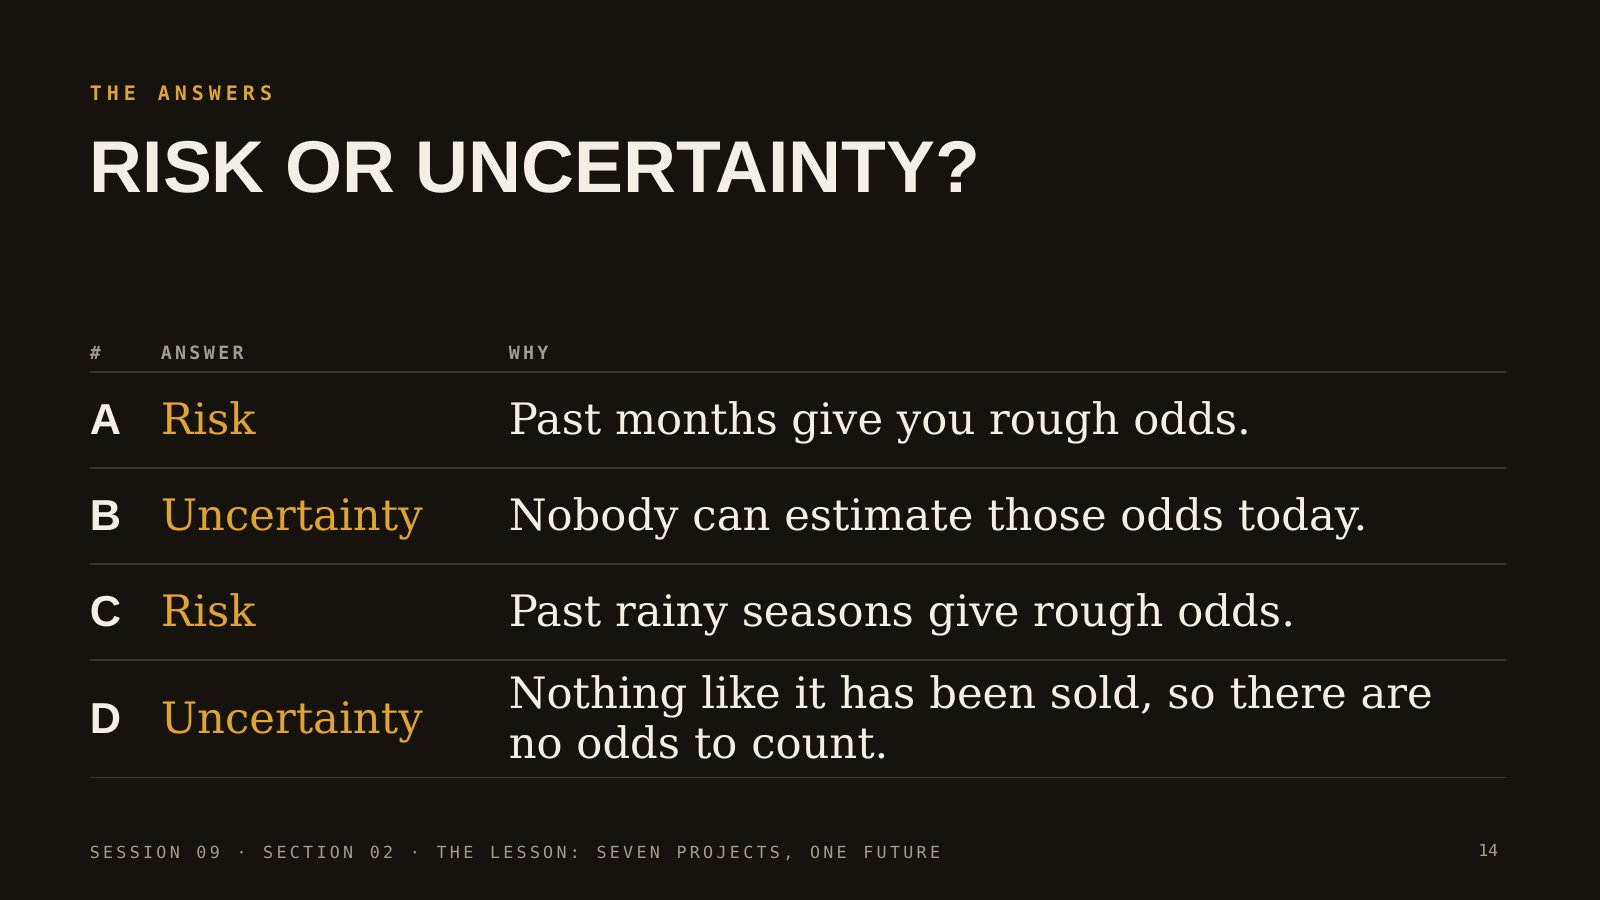 THE ANSWERS
RISK OR UNCERTAINTY?
# ANSWER WHY
A Risk Past months give you rough odds.
B Uncertainty Nobody can estimate those odds today.
C Risk Past rainy seasons give rough odds.
D Uncertainty Nothing like it has been sold, so there are
no odds to count.
SESSION 09 · SECTION 02 · THE LESSON: SEVEN PROJECTS, ONE FUTURE 14